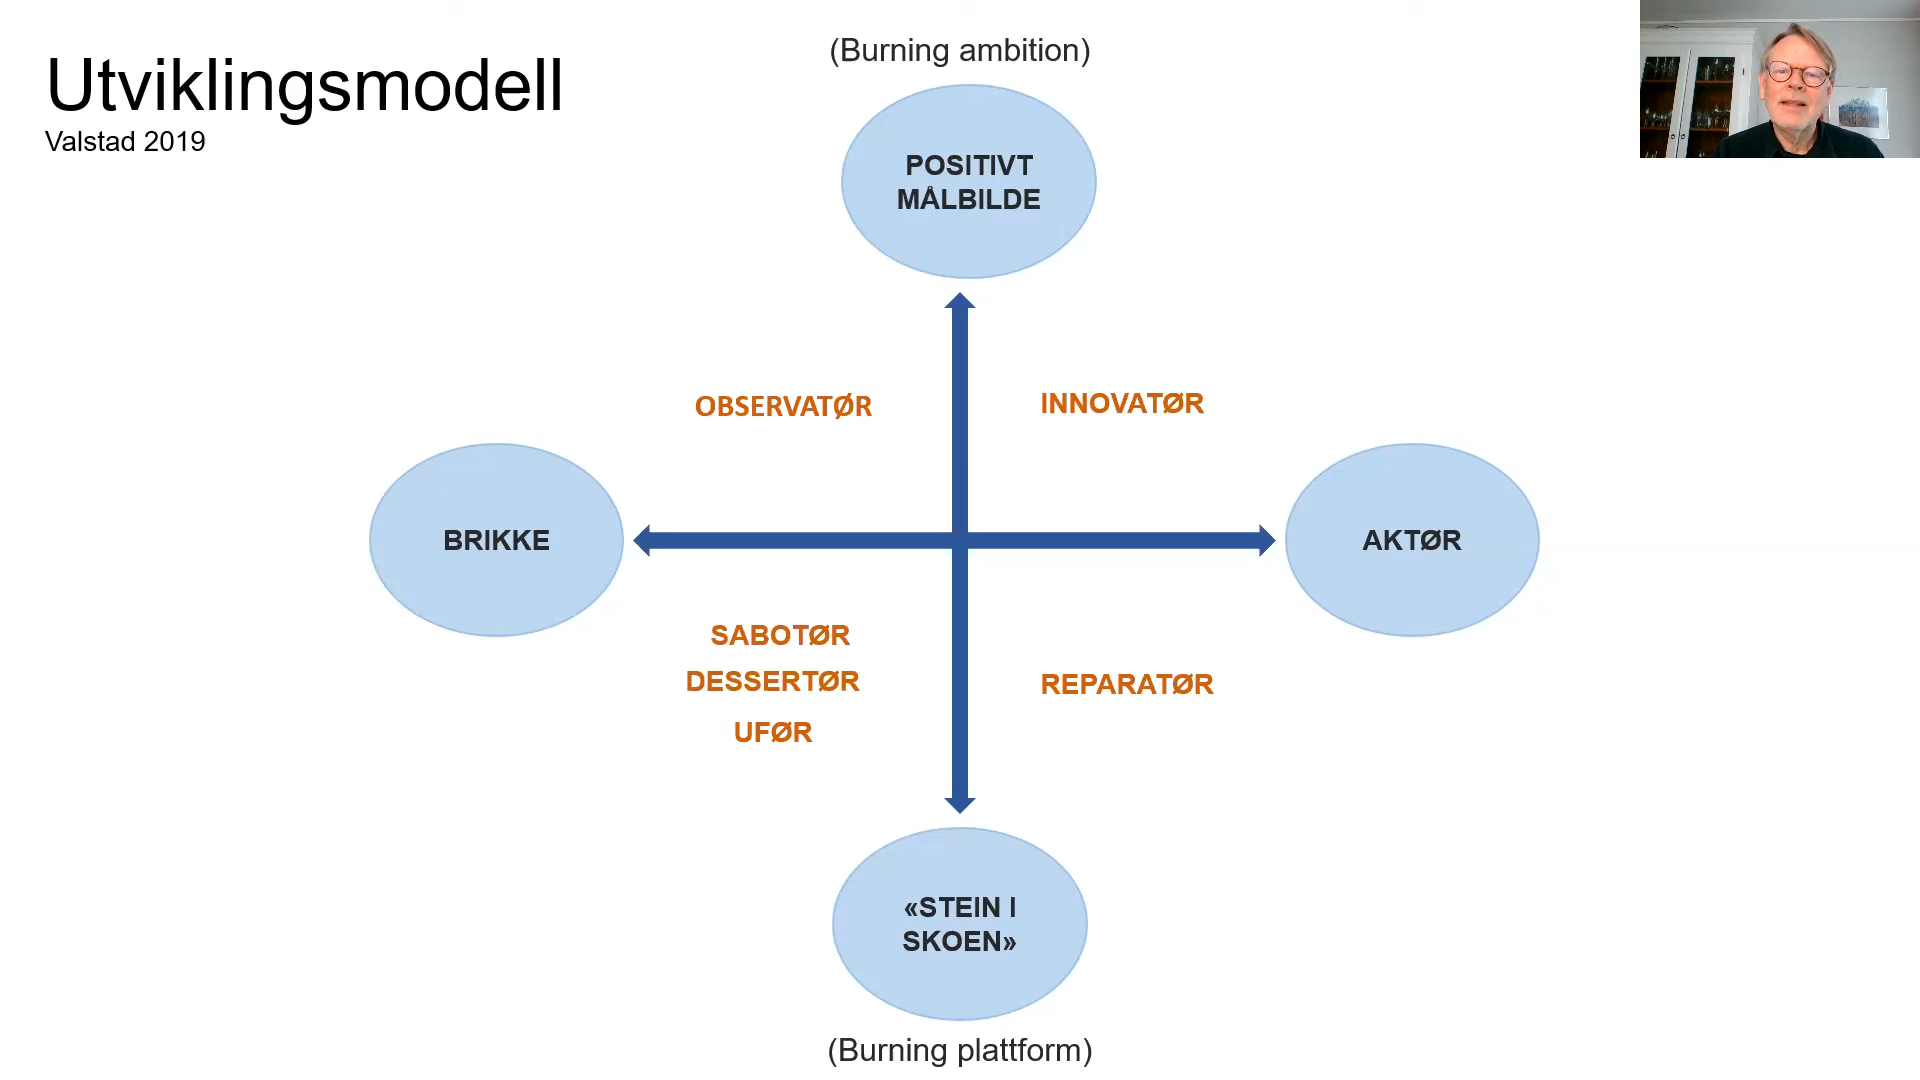 Utviklingsmodell
Valstad 2019
(Burning ambition)
POSITIVT
MÅLBILDE
OBSERVATØR
INNOVATØR
BRIKKE
AKTØR
SABOTØR
DESSERTØR
UFØR
REPARATØR
«STEIN I
SKOEN»
(Burning plattform)